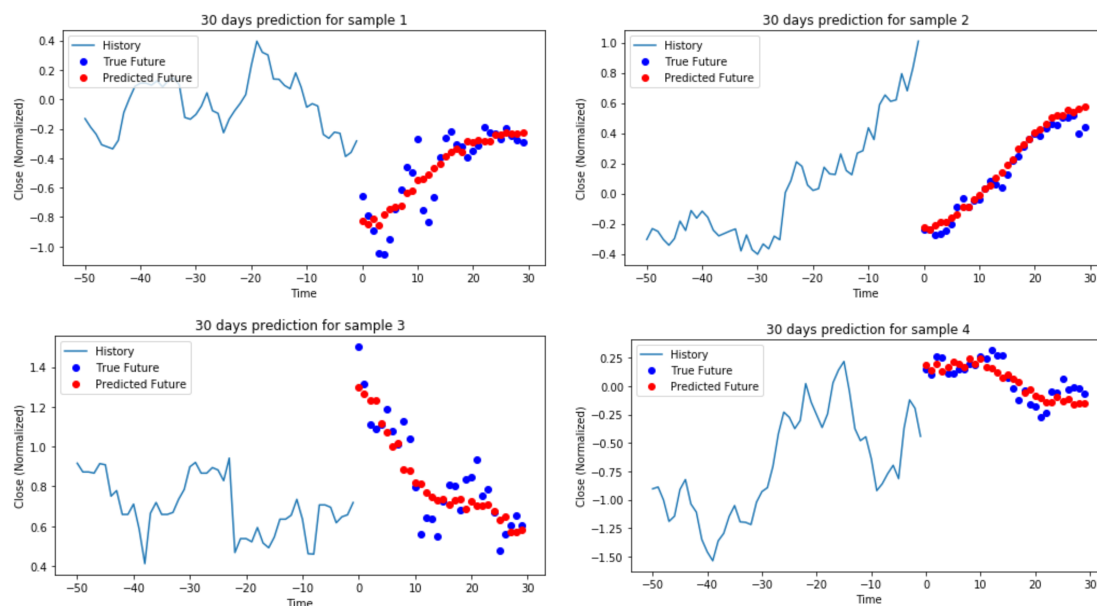 30 days prediction for sample 1
Close (Normalized)
0.4
0.2
0.0
−0.2
−0.4
−0.6
−0.8
−1.0
History
True Future
Predicted Future
−50 −40 −30 −20 −10 0 10 20 30
Time
30 days prediction for sample 2
Close (Normalized)
1.0
0.8
0.6
0.4
0.2
0.0
−0.2
−0.4
History
True Future
Predicted Future
−50 −40 −30 −20 −10 0 10 20 30
Time
30 days prediction for sample 3
Close (Normalized)
1.4
1.2
1.0
0.8
0.6
0.4
History
True Future
Predicted Future
−50 −40 −30 −20 −10 0 10 20 30
Time
30 days prediction for sample 4
Close (Normalized)
0.25
0.00
−0.25
−0.50
−0.75
−1.00
−1.25
−1.50
History
True Future
Predicted Future
−50 −40 −30 −20 −10 0 10 20 30
Time